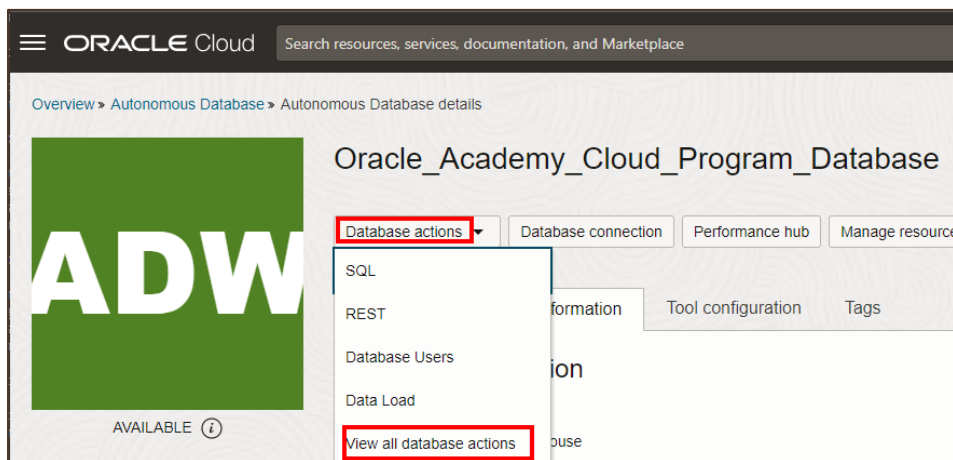 ORACLE Cloud
Search resources, services, documentation, and Marketplace
Overview » Autonomous Database » Autonomous Database details
ADW
AVAILABLE i
Oracle_Academy_Cloud_Program_Database
Database actions
Database connection
Performance hub
Manage resource
SQL
REST
Database Users
Data Load
View all database actions
formation
Tool configuration
Tags
ion
ouse